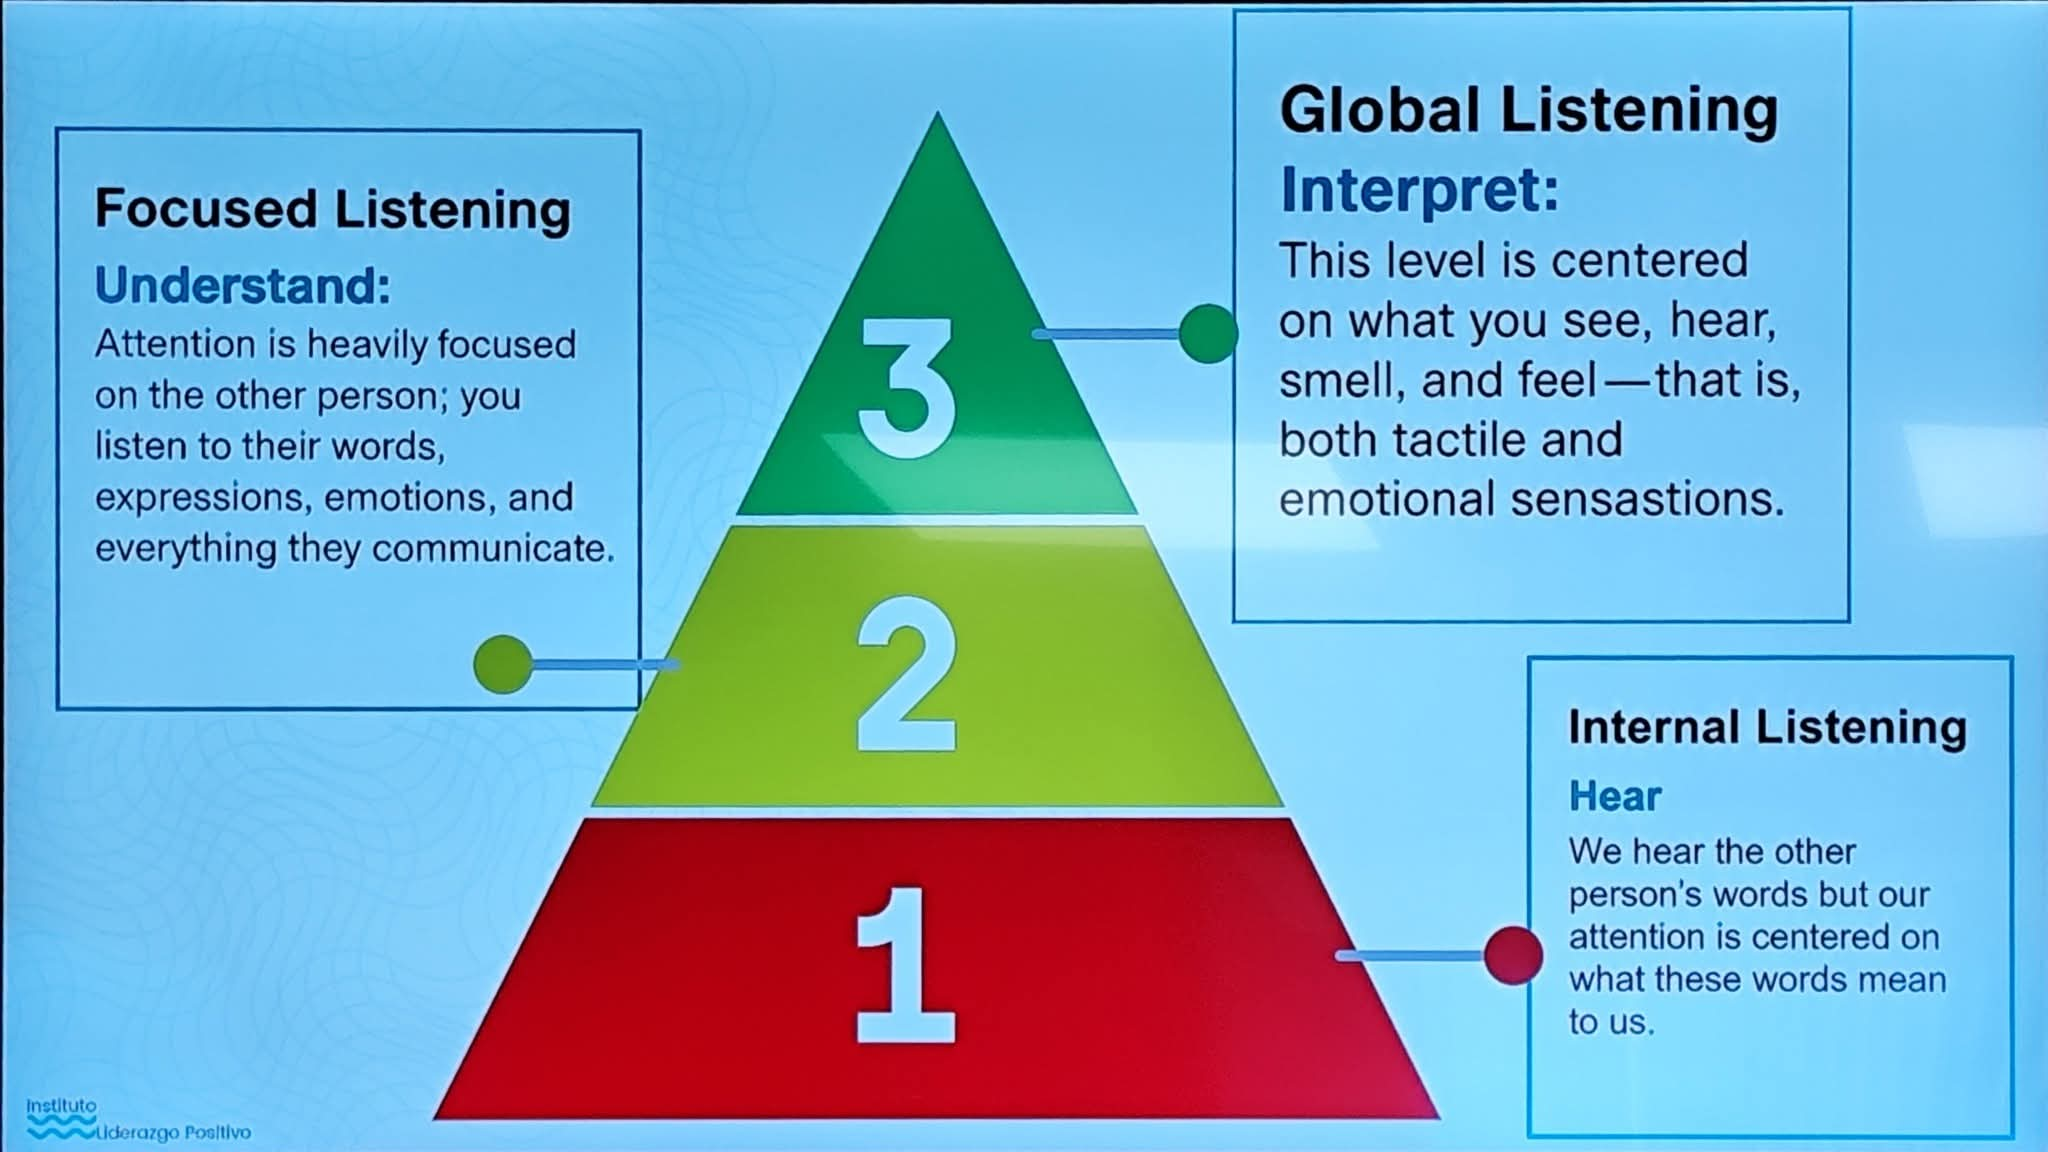 Focused Listening
Understand:
Attention is heavily focused
on the other person; you
listen to their words,
expressions, emotions, and
everything they communicate.
Global Listening
Interpret:
This level is centered
on what you see, hear,
smell, and feel—that is,
both tactile and
emotional sensastions.
3
2
1
Internal Listening
Hear
We hear the other
person's words but our
attention is centered on
what these words mean
to us.
Instituto
Liderazgo Positivo